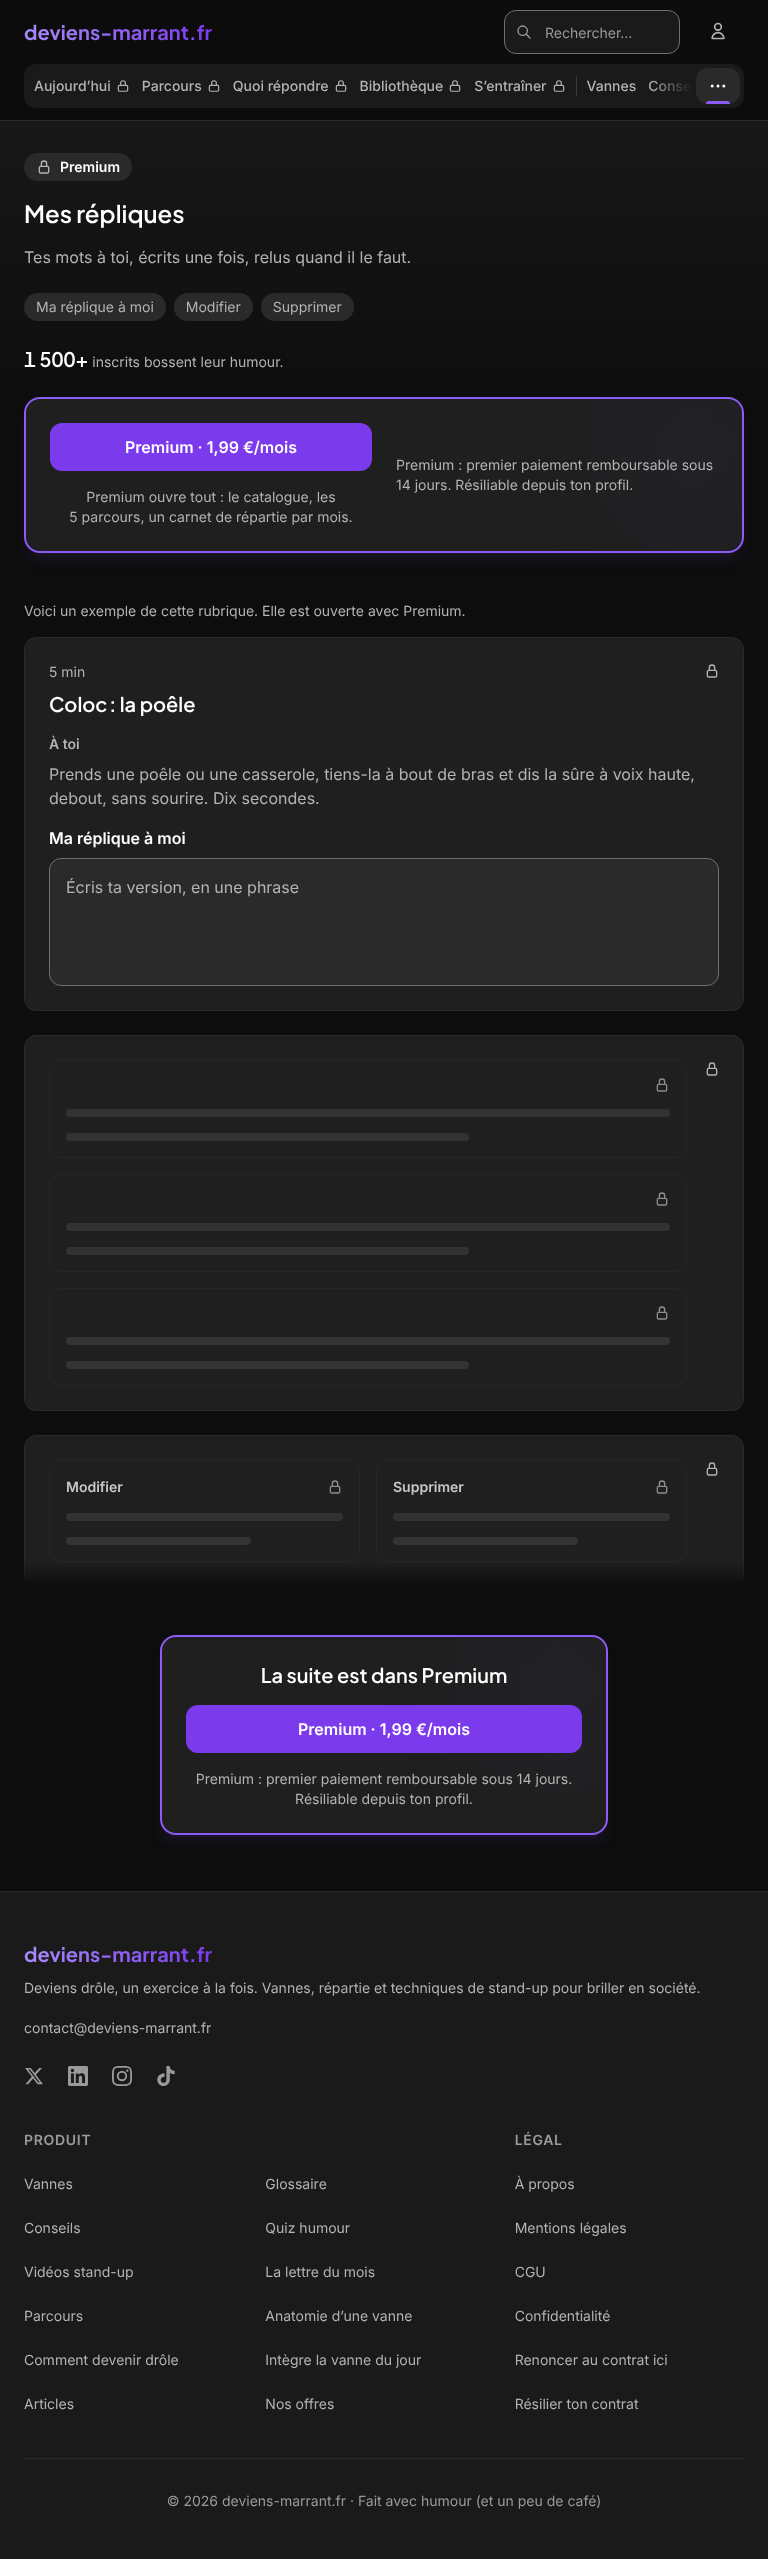 deviens-marrant.fr
Rechercher...
Aujourd’hui
Parcours
Quoi répondre
Bibliothèque
S’entraîner
Vannes
Conse
Premium
Mes répliques
Tes mots à toi, écrits une fois, relus quand il le faut.
Ma réplique à moi
Modifier
Supprimer
1 500+ inscrits bossent leur humour.
Premium · 1,99 €/mois
Premium ouvre tout : le catalogue, les
5 parcours, un carnet de répartie par mois.
Premium : premier paiement remboursable sous
14 jours. Résiliable depuis ton profil.
Voici un exemple de cette rubrique. Elle est ouverte avec Premium.
5 min
Coloc : la poêle
À toi
Prends une poêle ou une casserole, tiens-la à bout de bras et dis la sûre à voix haute,
debout, sans sourire. Dix secondes.
Ma réplique à moi
Écris ta version, en une phrase
Modifier
Supprimer
La suite est dans Premium
Premium · 1,99 €/mois
Premium : premier paiement remboursable sous 14 jours.
Résiliable depuis ton profil.
deviens-marrant.fr
Deviens drôle, un exercice à la fois. Vannes, répartie et techniques de stand-up pour briller en société.
contact@deviens-marrant.fr
PRODUIT
Vannes
Conseils
Vidéos stand-up
Parcours
Comment devenir drôle
Articles
Glossaire
Quiz humour
La lettre du mois
Anatomie d’une vanne
Intègre la vanne du jour
Nos offres
LÉGAL
À propos
Mentions légales
CGU
Confidentialité
Renoncer au contrat ici
Résilier ton contrat
© 2026 deviens-marrant.fr · Fait avec humour (et un peu de café)